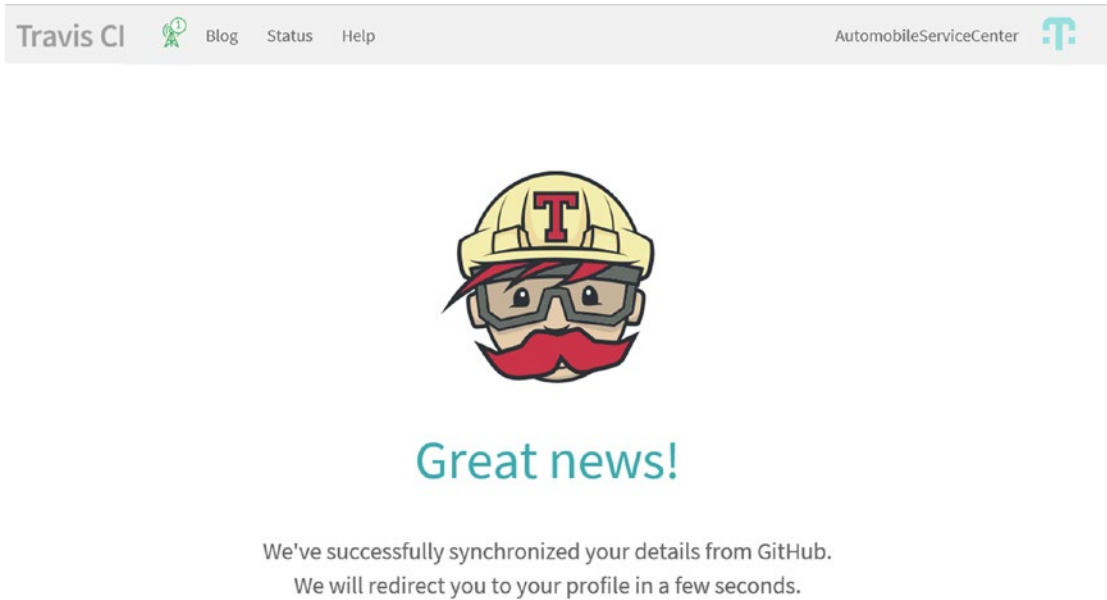 Travis CI 1 Blog Status Help AutomobileServiceCenter
T
Great news!
We've successfully synchronized your details from GitHub.
We will redirect you to your profile in a few seconds.